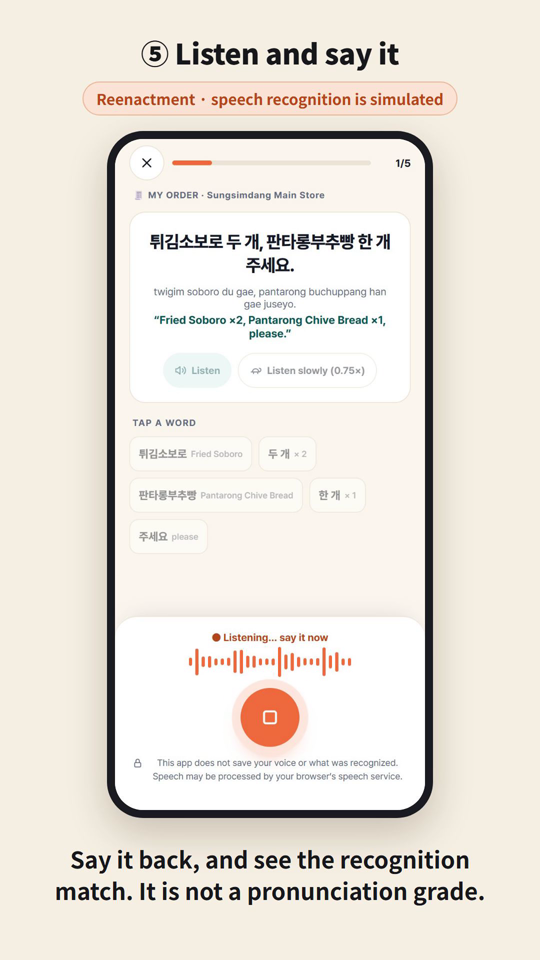 ⑤ Listen and say it
Reenactment · speech recognition is simulated
1/5
MY ORDER · Sungsimdang Main Store
튀김소보로 두 개, 판타롱부추빵 한 개
주세요.
twigim soboro du gae, pantarong buchuppang han
gae juseyo.
“Fried Soboro ×2, Pantarong Chive Bread ×1,
please.”
Listen
Listen slowly (0.75×)
TAP A WORD
튀김소보로 Fried Soboro
두 개 × 2
판타롱부추빵 Pantarong Chive Bread
한 개 × 1
주세요 please
Listening... say it now
This app does not save your voice or what was recognized.
Speech may be processed by your browser's speech service.
Say it back, and see the recognition
match. It is not a pronunciation grade.